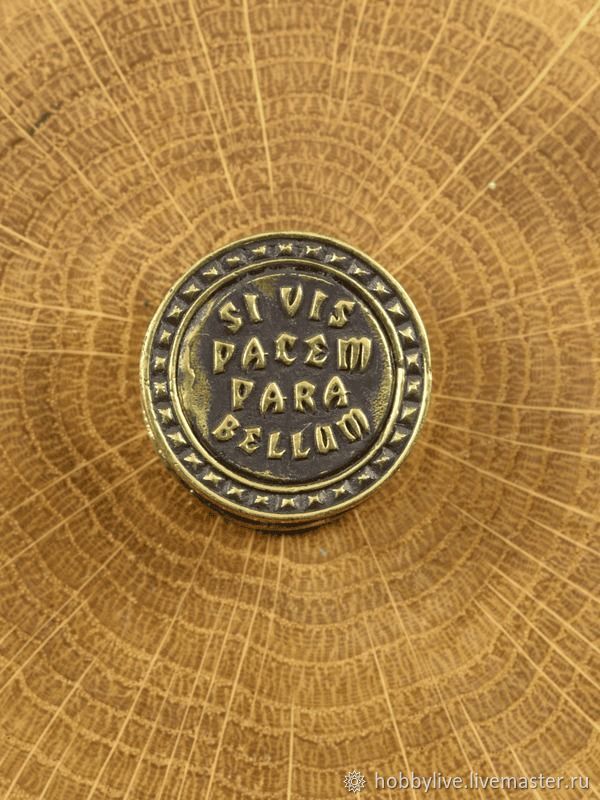 SI VIS
PACEM
PARA
BELLUM
hobbylive.livemaster.ru